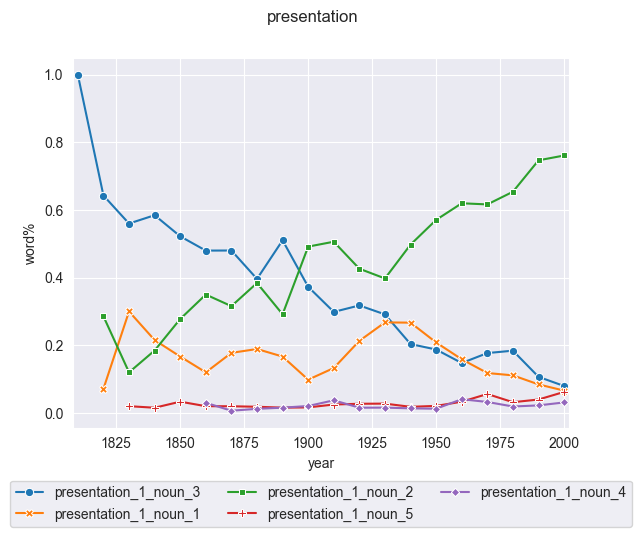 presentation
1.0
0.8
0.6
0.4
0.2
0.0
word%
1825 1850 1875 1900 1925 1950 1975 2000
year
presentation_1_noun_3 presentation_1_noun_2 presentation_1_noun_4
presentation_1_noun_1 presentation_1_noun_5